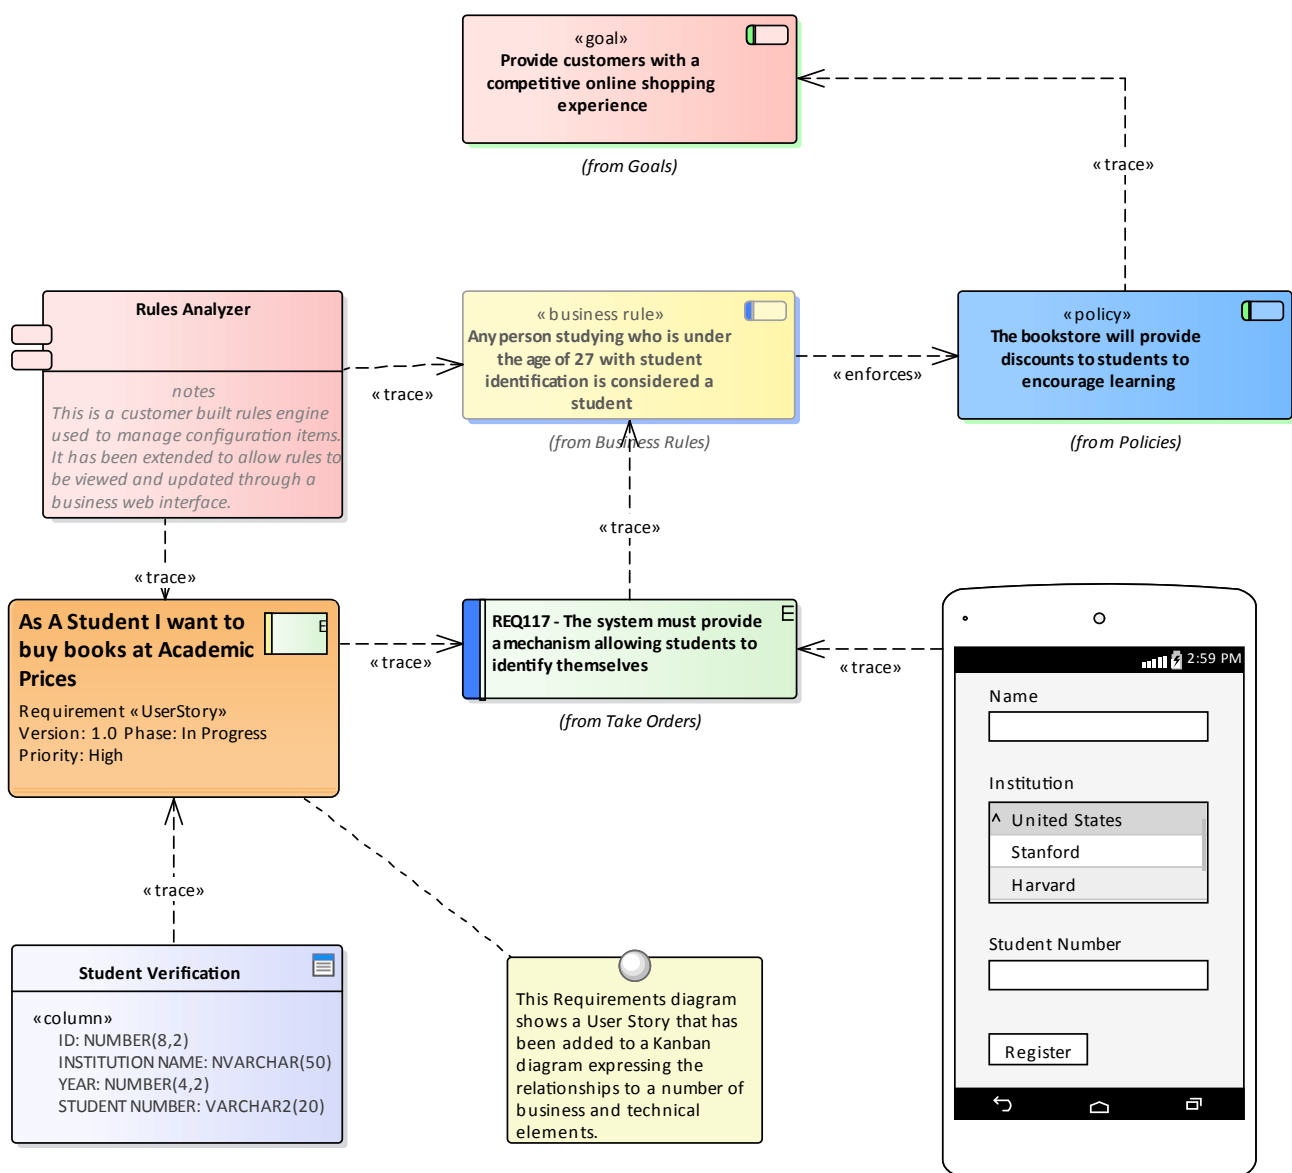 «goal»
Provide customers with a
competitive online shopping
experience
(from Goals)
«trace»
Rules Analyzer
notes
This is a customer built rules engine
used to manage configuration items.
It has been extended to allow rules to
be viewed and updated through a
business web interface.
«trace»
«business rule»
Any person studying who is under
the age of 27 with student
identification is considered a
student
(from Business Rules)
«enforces»
«policy»
The bookstore will provide
discounts to students to
encourage learning
(from Policies)
«trace»
«trace»
As A Student I want to
buy books at Academic
Prices
E
Requirement «UserStory»
Version: 1.0 Phase: In Progress
Priority: High
«trace»
REQ117 - The system must provide
a mechanism allowing students to
identify themselves
E
(from Take Orders)
«trace»
2:59 PM
Name
Institution
^ United States
Stanford
Harvard
Student Number
Register
«trace»
Student Verification
«column»
ID: NUMBER(8,2)
INSTITUTION NAME: NVARCHAR(50)
YEAR: NUMBER(4,2)
STUDENT NUMBER: VARCHAR2(20)
This Requirements diagram
shows a User Story that has
been added to a Kanban
diagram expressing the
relationships to a number of
business and technical
elements.